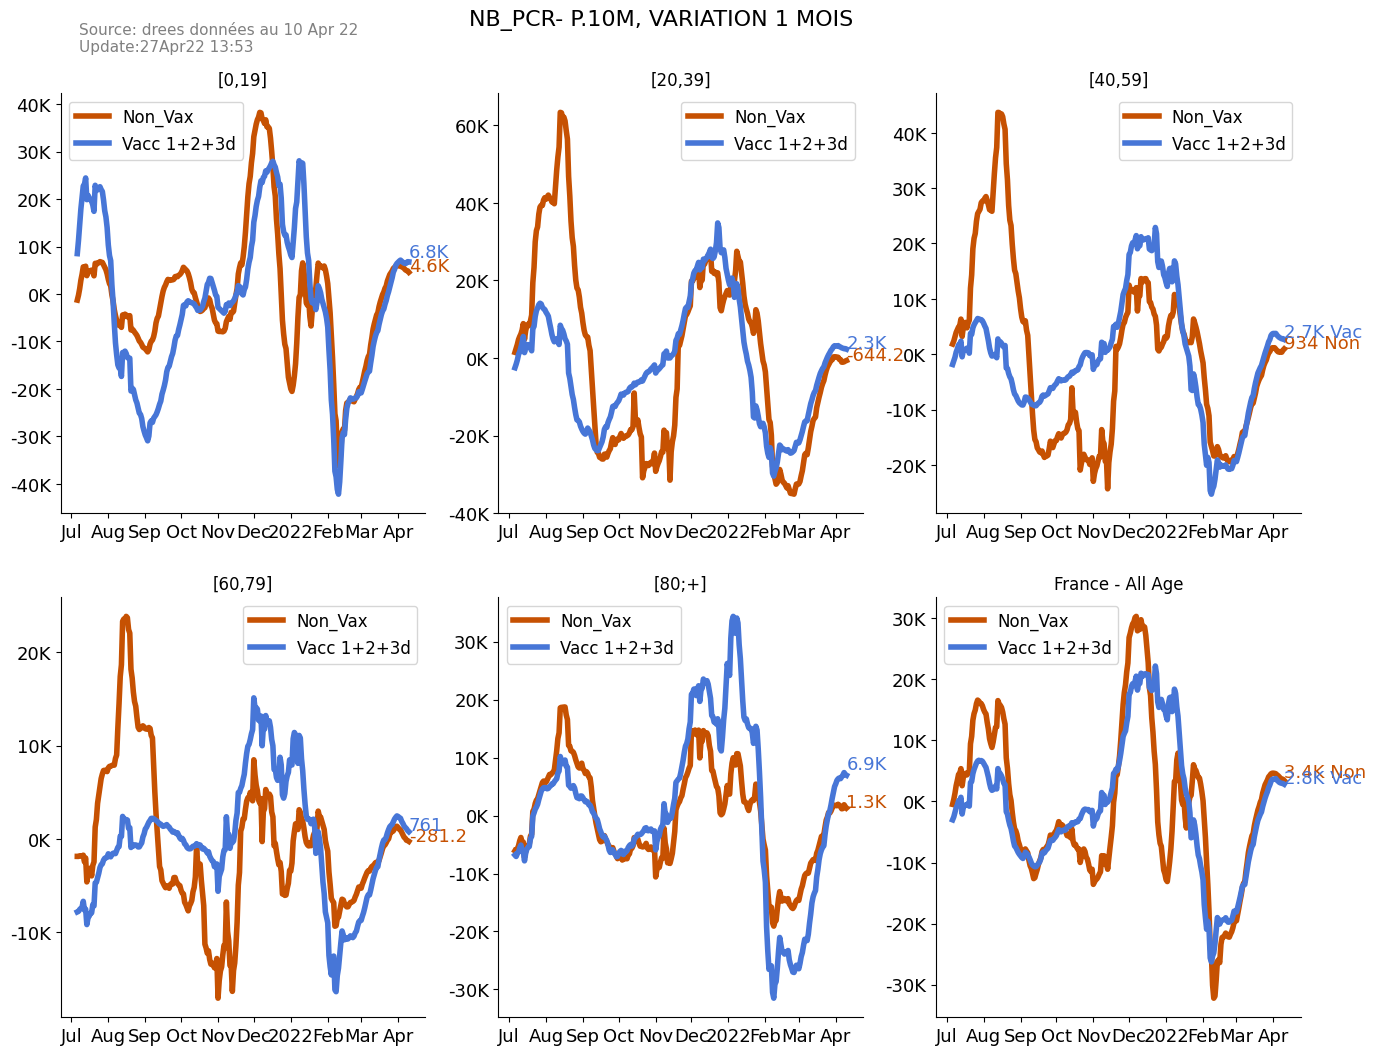 NB_PCR- P.10M, VARIATION 1 MOIS
Source: drees données au 10 Apr 22
Update:27Apr22 13:53
[0,19]
Non_Vax
Vacc 1+2+3d
40K
30K
20K
10K
0K
-10K
-20K
-30K
-40K
6.8K
4.6K
Jul Aug Sep Oct Nov Dec 2022 Feb Mar Apr
[20,39]
Non_Vax
Vacc 1+2+3d
60K
40K
20K
0K
-20K
-40K
2.3K
-644.2
Jul Aug Sep Oct Nov Dec 2022 Feb Mar Apr
[40,59]
Non_Vax
Vacc 1+2+3d
40K
30K
20K
10K
0K
-10K
-20K
2.7K Vac
934 Non
Jul Aug Sep Oct Nov Dec 2022 Feb Mar Apr
[60,79]
Non_Vax
Vacc 1+2+3d
20K
10K
0K
-10K
761
-281.2
Jul Aug Sep Oct Nov Dec 2022 Feb Mar Apr
[80;+]
Non_Vax
Vacc 1+2+3d
30K
20K
10K
0K
-10K
-20K
-30K
6.9K
1.3K
Jul Aug Sep Oct Nov Dec 2022 Feb Mar Apr
France - All Age
Non_Vax
Vacc 1+2+3d
30K
20K
10K
0K
-10K
-20K
-30K
3.4K Non
2.8K Vac
Jul Aug Sep Oct Nov Dec 2022 Feb Mar Apr